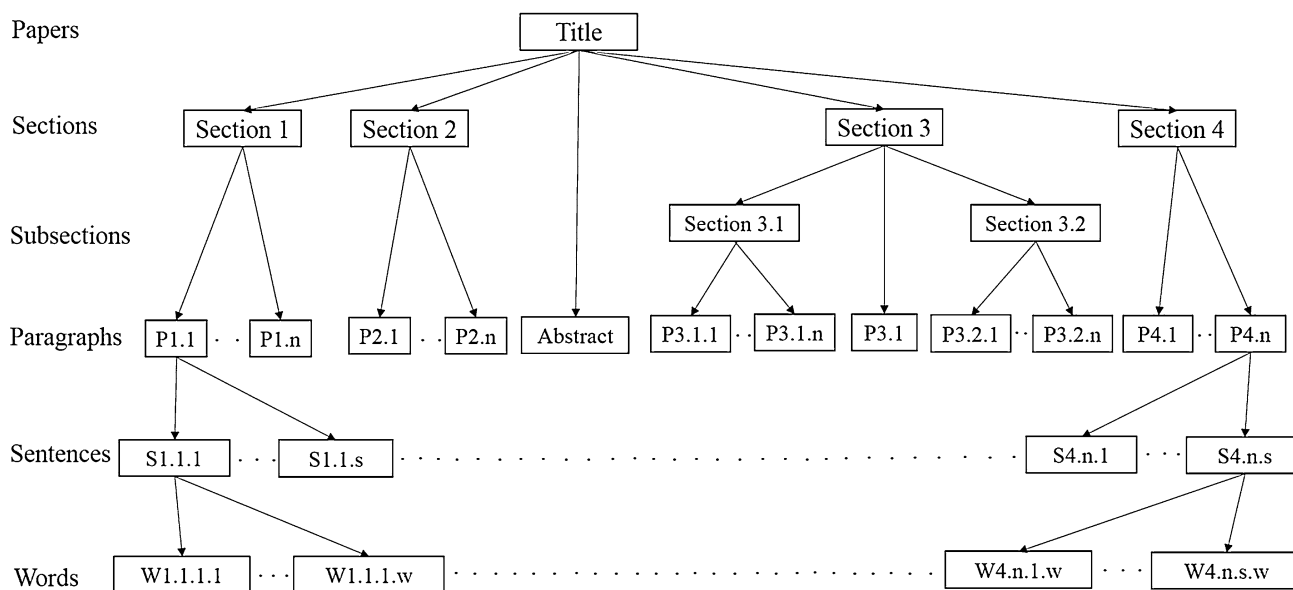 Papers Title
Sections Section 1 Section 2 Section 3 Section 4
Subsections Section 3.1 Section 3.2
Paragraphs P1.1 . . P1.n P2.1 . . P2.n Abstract P3.1.1 . . P3.1.n P3.1 P3.2.1 . . P3.2.n P4.1 . . P4.n
Sentences S1.1.1 . . . S1.1.s . . . . . . . . . . . . . . . . . . . . . . . . S4.n.1 . . . S4.n.s
Words W1.1.1.1 . . . W1.1.1.w . . . . . . . . . . . . . . . . . . . W4.n.1.w . . . W4.n.s.w